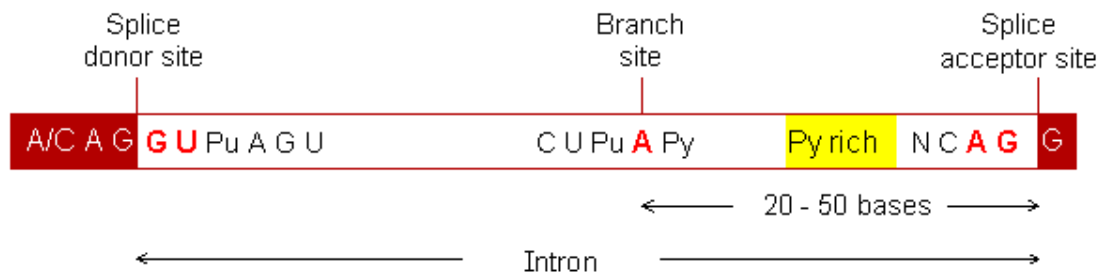 Splice
donor site
Branch
site
Splice
acceptor site
A/C A G G U Pu A G U C U Pu A Py Py rich N C A G G
20 - 50 bases
Intron